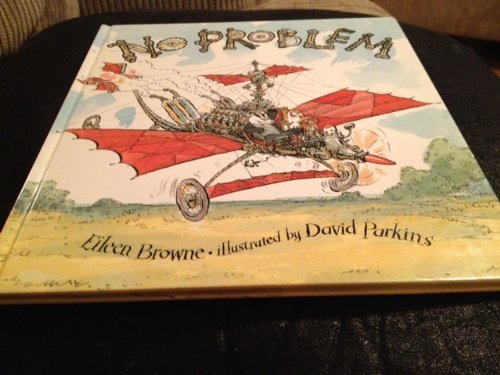 NO PROBLEM
Eileen Browne • illustrated by David Parkins